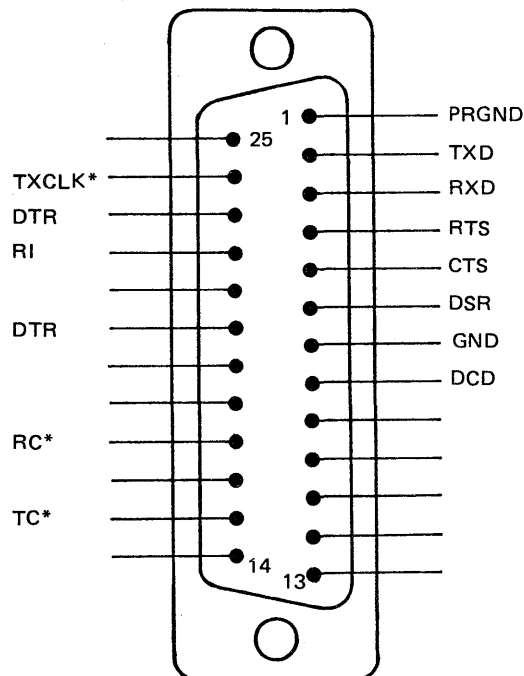 1
PRGND
25
TXD
TXCLK*
RXD
DTR
RTS
RI
CTS
DSR
DTR
GND
DCD
RC*
TC*
14
13